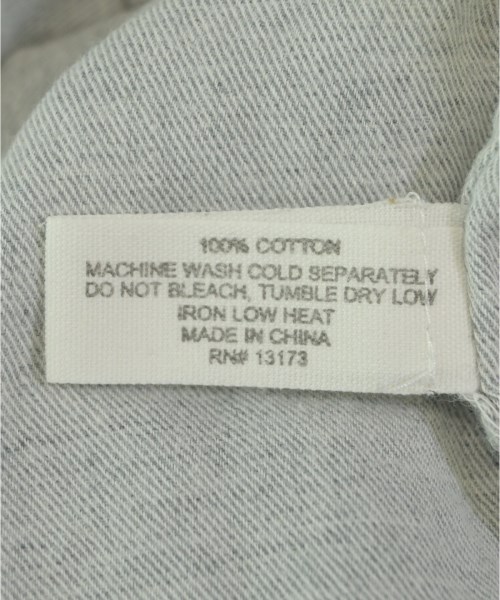 100% COTTON
MACHINE WASH COLD SEPARATELY
DO NOT BLEACH, TUMBLE DRY LOW
IRON LOW HEAT
MADE IN CHINA
RN# 13173